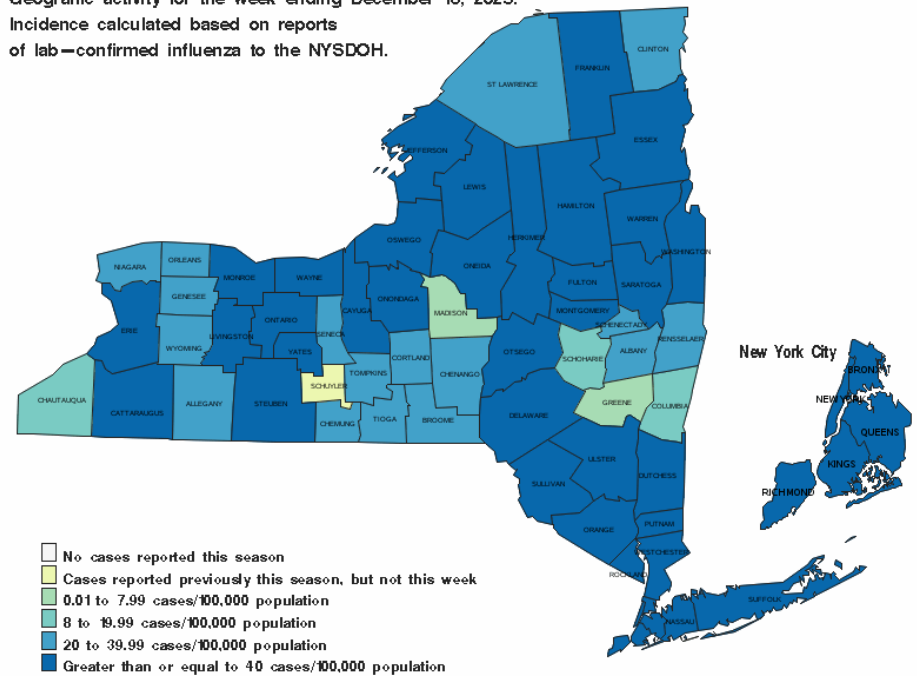 Incidence calculated based on reports
of lab-confirmed influenza to the NYSDOH.
CLINTON
FRANKLIN
ST LAWRENCE
ESSEX
JEFFERSON
LEWIS
HAMILTON
WARREN
OSWEGO
HERKIMER
WASHINGTON
ORLEANS
NIAGARA
ONEIDA
MONROE
WAYNE
FULTON
SARATOGA
GENESEE
ONONDAGA
CAYUGA
MONTGOMERY
MADISON
ONTARIO
SCHENECTADY
ERIE
LIVINGSTON
SENECA
RENSSELAER
WYOMING
YATES
OTSEGO
ALBANY
New York City
CORTLAND
SCHOHARIE
TOMPKINS
CHENANGO
BRONX
SCHUYLER
CHAUTAUQUA
NEW YORK
ALLEGANY
STEUBEN
GREENE
COLUMBIA
CATTARAUGUS
DELAWARE
TIOGA
BROOME
CHEMUNG
QUEENS
ULSTER
KINGS
DUTCHESS
SULLIVAN
RICHMOND
PUTNAM
ORANGE
WESTCHESTER
ROCKLAND
SUFFOLK
NASSAU
No cases reported this season
Cases reported previously this season, but not this week
0.01 to 7.99 cases/100,000 population
8 to 19.99 cases/100,000 population
20 to 39.99 cases/100,000 population
Greater than or equal to 40 cases/100,000 population